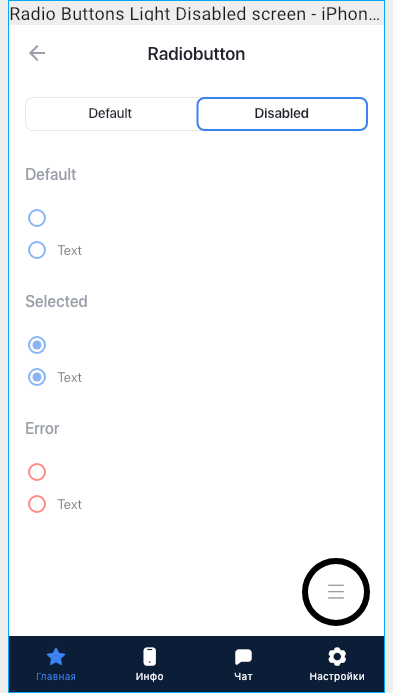 Radio Buttons Light Disabled screen - iPhon...
Radiobutton
Default
Disabled
Default
Text
Selected
Text
Error
Text
Главная
Инфо
Чат
Настройки